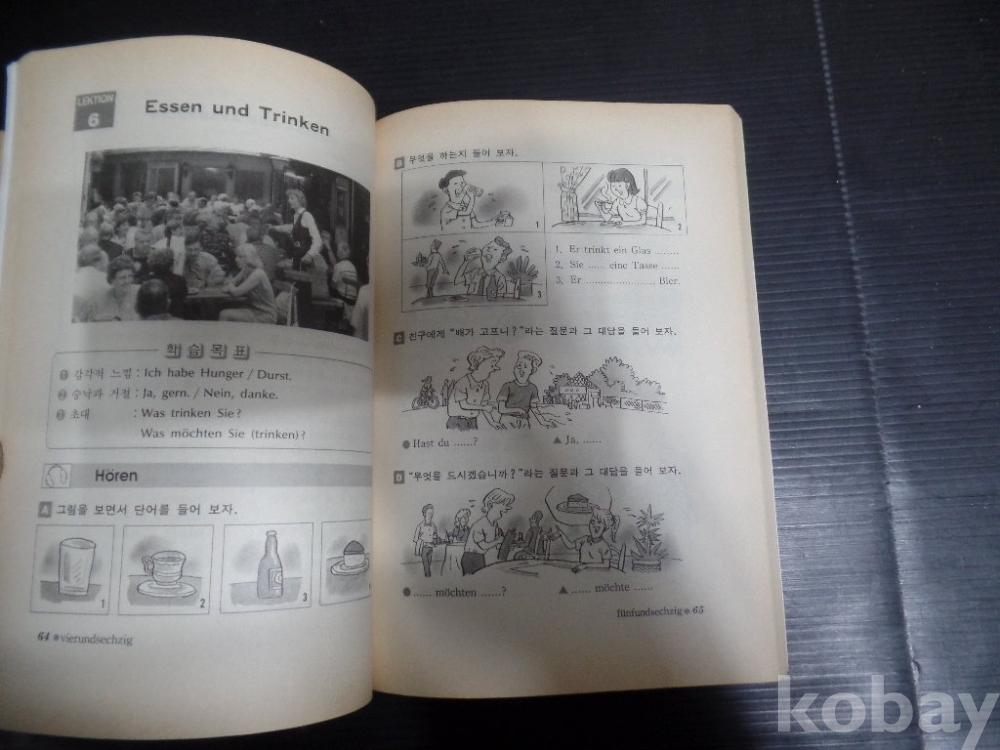 LEKTION
6
Essen und Trinken
학습목표
1 감각적 느낌 : Ich habe Hunger / Durst.
2 승낙과 거절 : Ja, gern. / Nein, danke.
3 초대 : Was trinken Sie?
Was möchten Sie (trinken)?
Hören
A 그림을 보면서 단어를 들어 보자.
1
2
3
64 ● vierundsechzig
B 무엇을 하는지 들어 보자.
1
2
3
1. Er trinkt ein Glas ........
2. Sie ...... eine Tasse ......
3. Er ...................... Bier.
C 친구에게 "배가 고프니?"라는 질문과 그 대답을 들어 보자.
● Hast du ......? ▲ Ja, ......
D "무엇을 드시겠습니까?"라는 질문과 그 대답을 들어 보자.
● ...... möchten ......? ▲ ...... möchte ......
fünfundsechzig ● 65
kobay